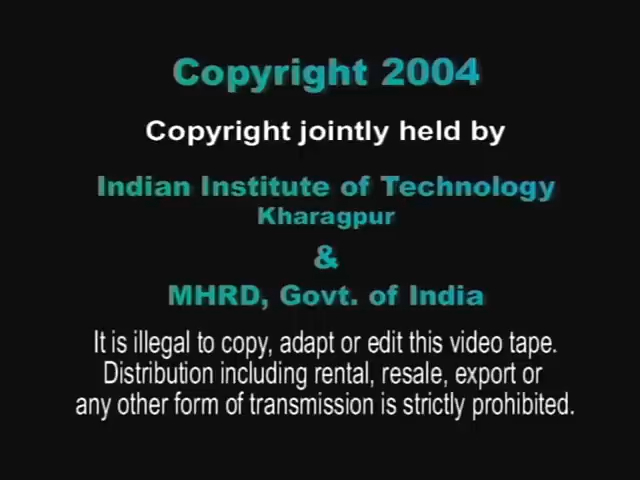 Copyright 2004
Copyright jointly held by
Indian Institute of Technology
Kharagpur
&
MHRD, Govt. of India
It is illegal to copy, adapt or edit this video tape.
Distribution including rental, resale, export or
any other form of transmission is strictly prohibited.